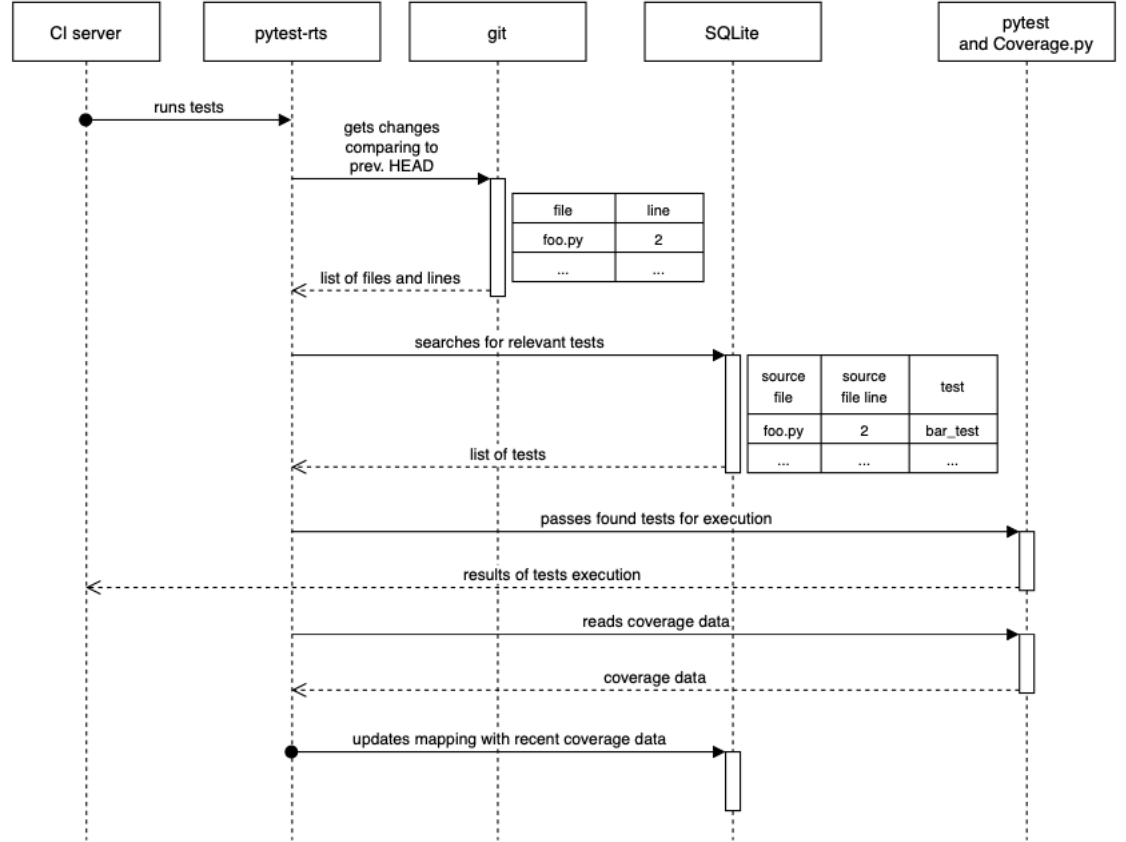 CI server
pytest-rts
git
SQLite
pytest
and Coverage.py
runs tests
gets changes
comparing to
prev. HEAD
file line
foo.py 2
... ...
list of files and lines
searches for relevant tests
source source test
file file line
foo.py 2 bar_test
... ... ...
list of tests
passes found tests for execution
results of tests execution
reads coverage data
coverage data
updates mapping with recent coverage data